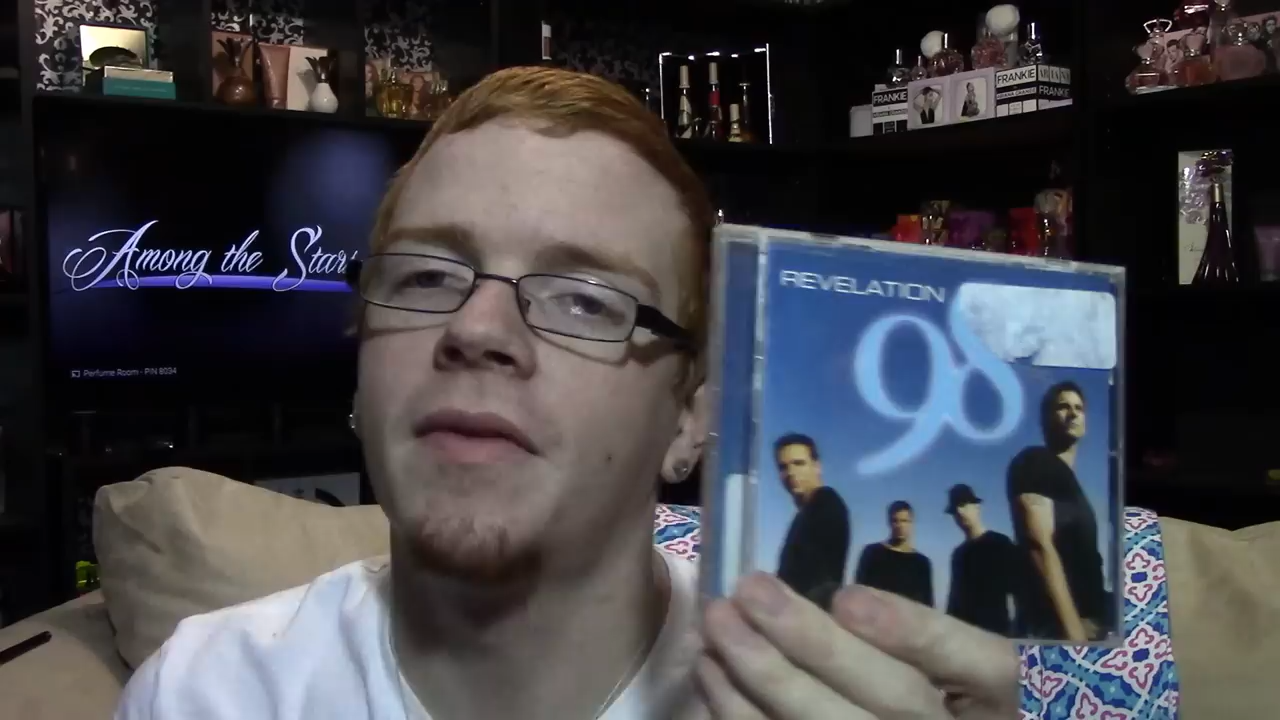 Among the Stars
Perfume Room - PIN 8034
FRANKIE
FRANKIE
FRANKIE
REVELATION
98